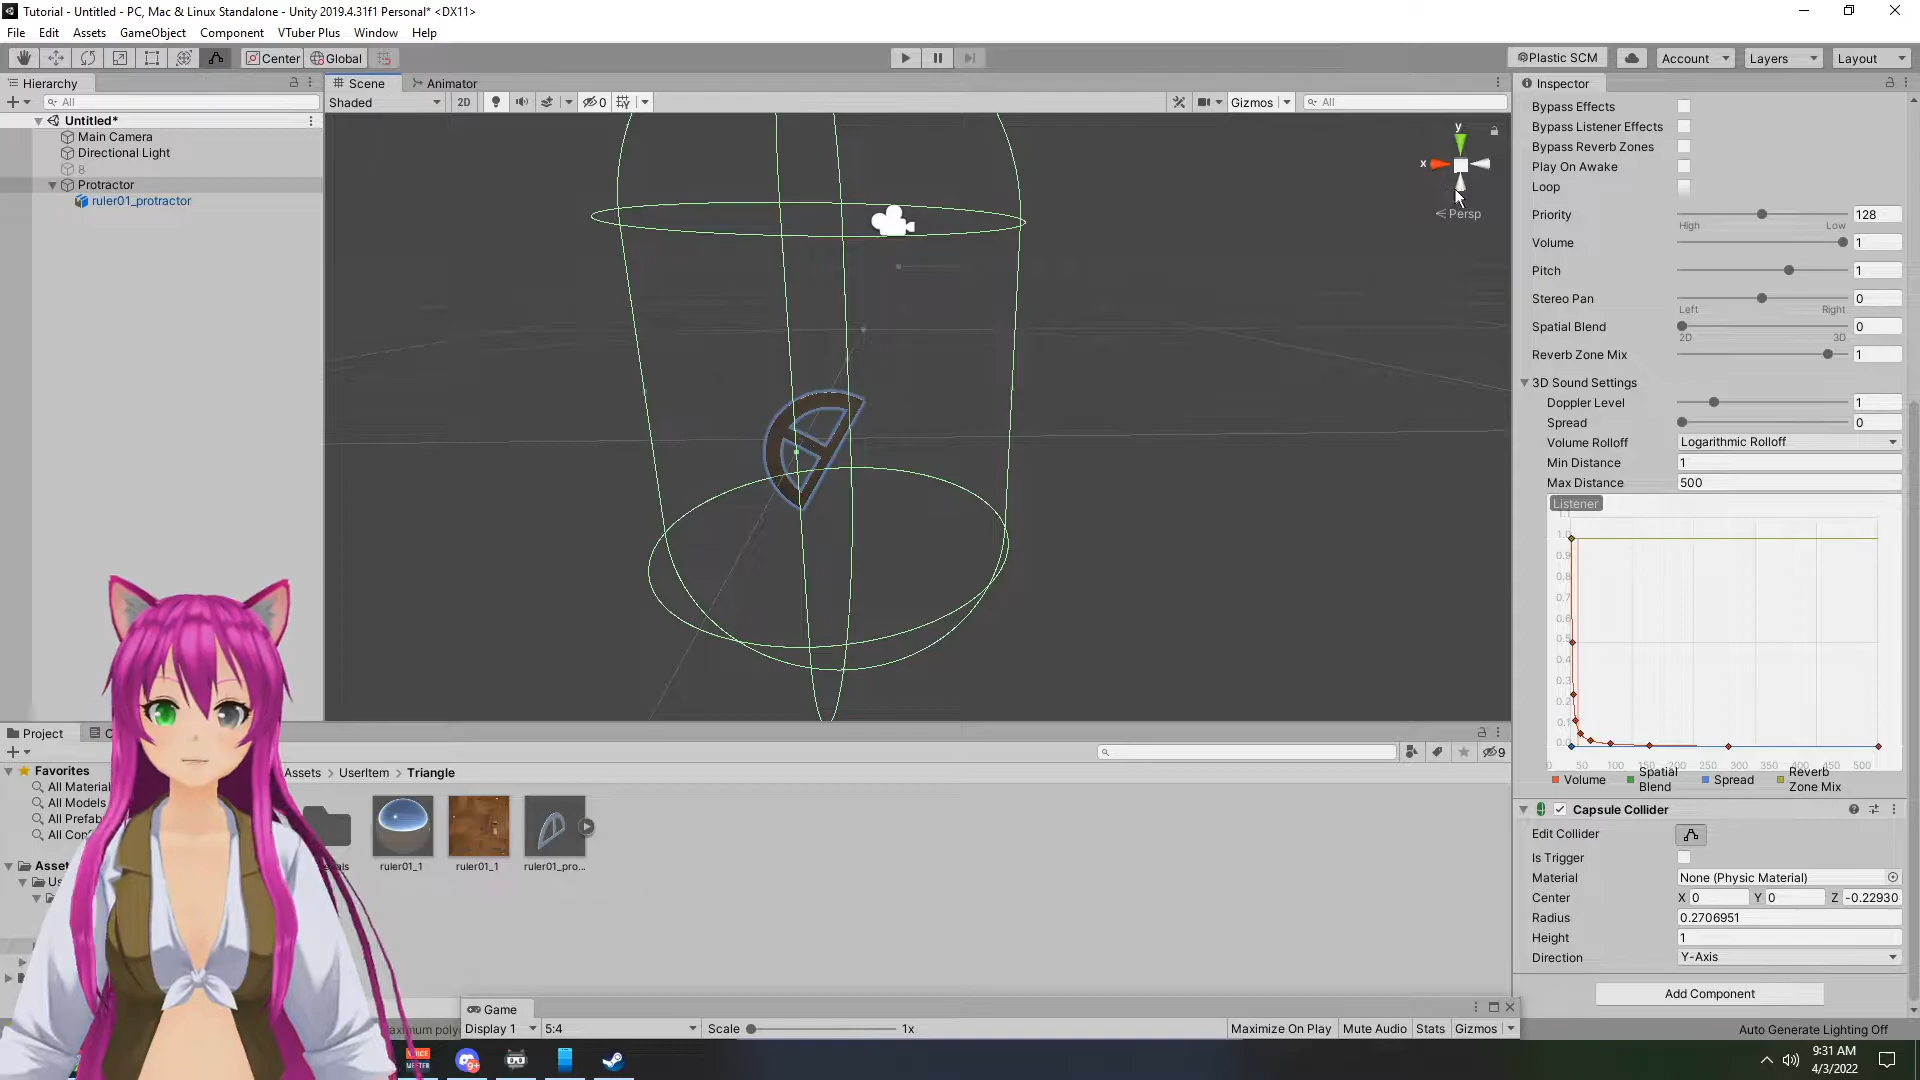 Tutorial - Untitled - PC, Mac & Linux Standalone - Unity 2019.4.31f1 Personal* <DX11>
File Edit Assets GameObject Component VTuber Plus Window Help
Center Global Plastic SCM Account Layers Layout
Hierarchy
All
Untitled*
Main Camera
Directional Light
8
Protractor
ruler01_protractor
Scene Animator
Shaded 2D 0 Gizmos All
y
x
Persp
Inspector
Bypass Effects
Bypass Listener Effects
Bypass Reverb Zones
Play On Awake
Loop
Priority 128
High Low
Volume 1
Pitch 1
Stereo Pan 0
Left Right
Spatial Blend 0
2D 3D
Reverb Zone Mix 1
3D Sound Settings
Doppler Level 1
Spread 0
Volume Rolloff Logarithmic Rolloff
Min Distance 1
Max Distance 500
Listener
1.1
1.0
0.9
0.8
0.7
0.6
0.5
0.4
0.3
0.2
0.1
0.0
0 50 100 150 200 250 300 350 400 450 500
Volume Spatial Blend Spread Reverb Zone Mix
Capsule Collider
Edit Collider
Is Trigger
Material None (Physic Material)
Center X 0 Y 0 Z -0.22930
Radius 0.2706951
Height 1
Direction Y-Axis
Add Component
Project C
9
Favorites
All Material
All Models
All Prefab
All Con
Asset
Us
Assets > UserItem > Triangle
ruler01_1 ruler01_1 ruler01_pro...
Game
Display 1 5:4 Scale 1x Maximize On Play Mute Audio Stats Gizmos
aximum poly
Auto Generate Lighting Off
VOICE
MEETER
9+
9:31 AM
4/3/2022